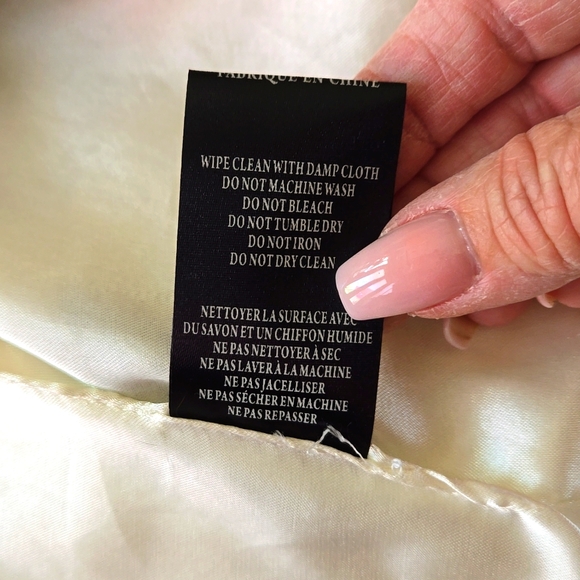 FABRIQUÉ EN CHINE
WIPE CLEAN WITH DAMP CLOTH
DO NOT MACHINE WASH
DO NOT BLEACH
DO NOT TUMBLE DRY
DO NOT IRON
DO NOT DRY CLEAN
NETTOYER LA SURFACE AVEC
DU SAVON ET UN CHIFFON HUMIDE
NE PAS NETTOYER À SEC
NE PAS LAVER À LA MACHINE
NE PAS JACELLISER
NE PAS SÉCHER EN MACHINE
NE PAS REPASSER